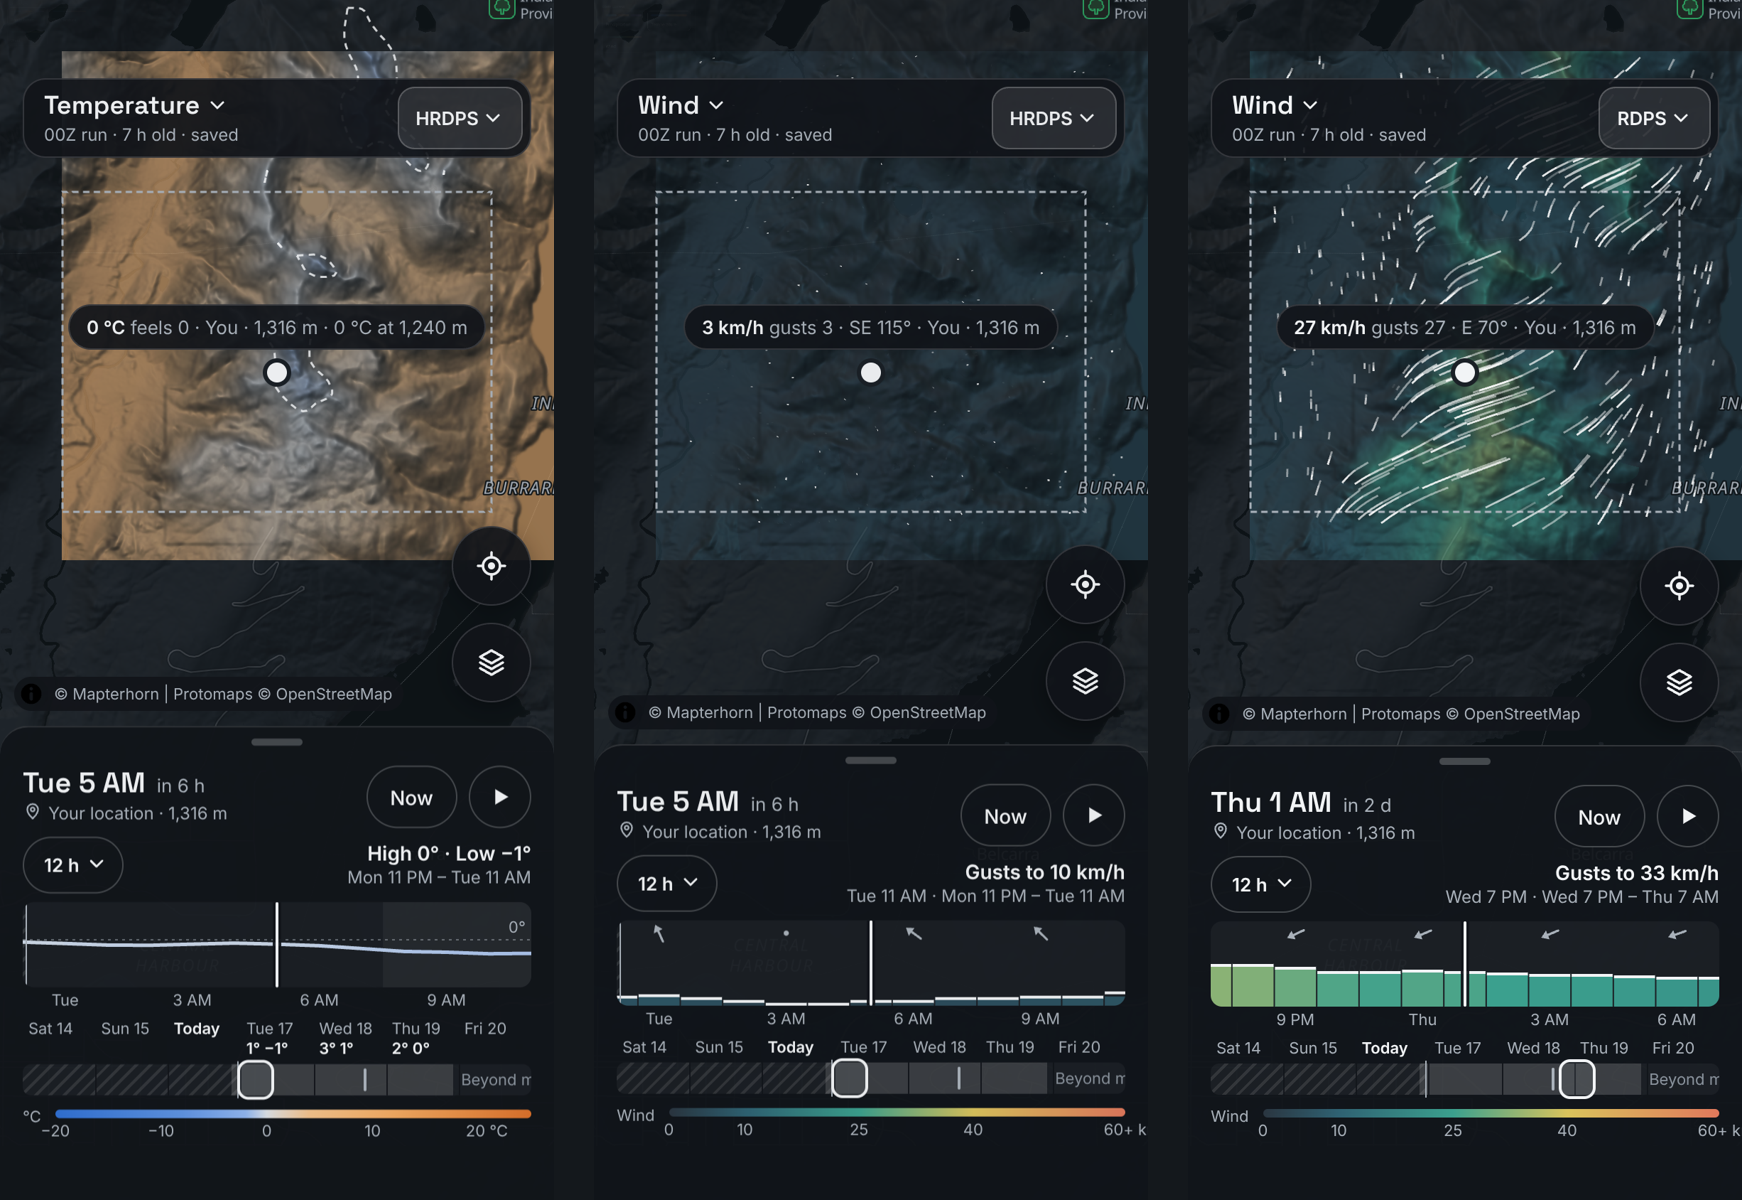 Provi
Temperature
HRDPS
00Z run · 7 h old · saved
0 °C feels 0 · You · 1,316 m · 0 °C at 1,240 m
IN
BURRAR
© Mapterhorn | Protomaps © OpenStreetMap
Tue 5 AM in 6 h
Your location · 1,316 m
Now
12 h
High 0° · Low −1°
Mon 11 PM – Tue 11 AM
0°
HARBOUR
Tue 3 AM 6 AM 9 AM
Sat 14 Sun 15 Today Tue 17 Wed 18 Thu 19 Fri 20
1° −1° 3° 1° 2° 0°
Beyond m
°C
−20 −10 0 10 20 °C
Provi
Wind
HRDPS
00Z run · 7 h old · saved
3 km/h gusts 3 · SE 115° · You · 1,316 m
IN
BURRAR
© Mapterhorn | Protomaps © OpenStreetMap
Tue 5 AM in 6 h
Your location · 1,316 m
Now
Belcarra
12 h
Gusts to 10 km/h
Tue 11 AM · Mon 11 PM – Tue 11 AM
CENTRAL
HARBOUR
Tue 3 AM 6 AM 9 AM
Sat 14 Sun 15 Today Tue 17 Wed 18 Thu 19 Fri 20
Beyond m
Wind
0 10 25 40 60+ k
Provi
Wind
RDPS
00Z run · 7 h old · saved
27 km/h gusts 27 · E 70° · You · 1,316 m
IN
BURRAR
© Mapterhorn | Protomaps © OpenStreetMap
Thu 1 AM in 2 d
Your location · 1,316 m
Now
Belcarra
12 h
Gusts to 33 km/h
Wed 7 PM · Wed 7 PM – Thu 7 AM
CENTRAL
HARBOUR
9 PM Thu 3 AM 6 AM
Sat 14 Sun 15 Today Tue 17 Wed 18 Thu 19 Fri 20
Beyond m
Wind
0 10 25 40 60+ k